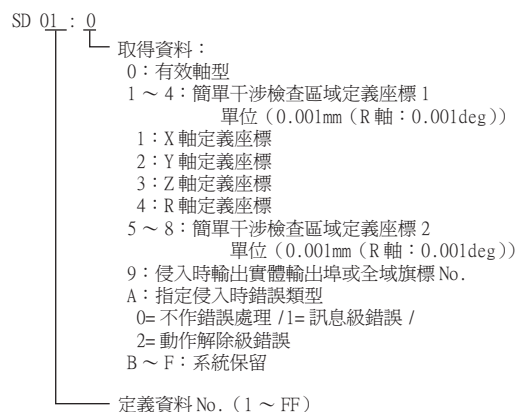 SD 01：0
取得資料：
0：有效軸型
1～4：簡單干涉檢查區域定義座標 1
單位（0.001mm（R 軸：0.001deg））
1：X 軸定義座標
2：Y 軸定義座標
3：Z 軸定義座標
4：R 軸定義座標
5～8：簡單干涉檢查區域定義座標 2
單位（0.001mm（R 軸：0.001deg））
9：侵入時輸出實體輸出埠或全域旗標 No.
A：指定侵入時錯誤類型
0= 不作錯誤處理 /1= 訊息級錯誤 /
2= 動作解除級錯誤
B～F：系統保留
定義資料 No.（1～FF）